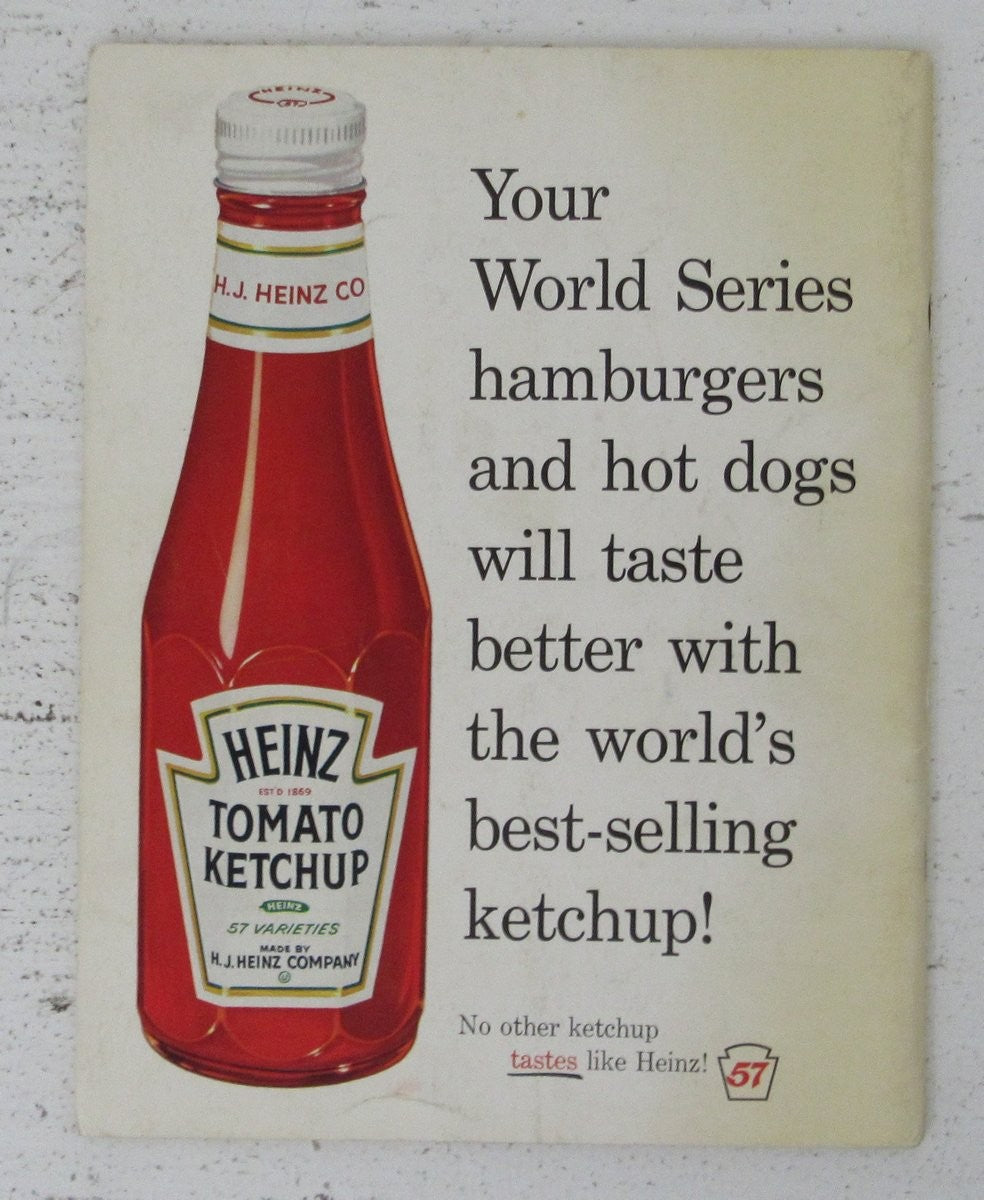 HEINZ
57
H.J. HEINZ CO
HEINZ
EST'D 1869
TOMATO
KETCHUP
HEINZ
57 VARIETIES
MADE BY
H.J. HEINZ COMPANY
U
Your
World Series
hamburgers
and hot dogs
will taste
better with
the world's
best-selling
ketchup!
No other ketchup
tastes like Heinz!
57